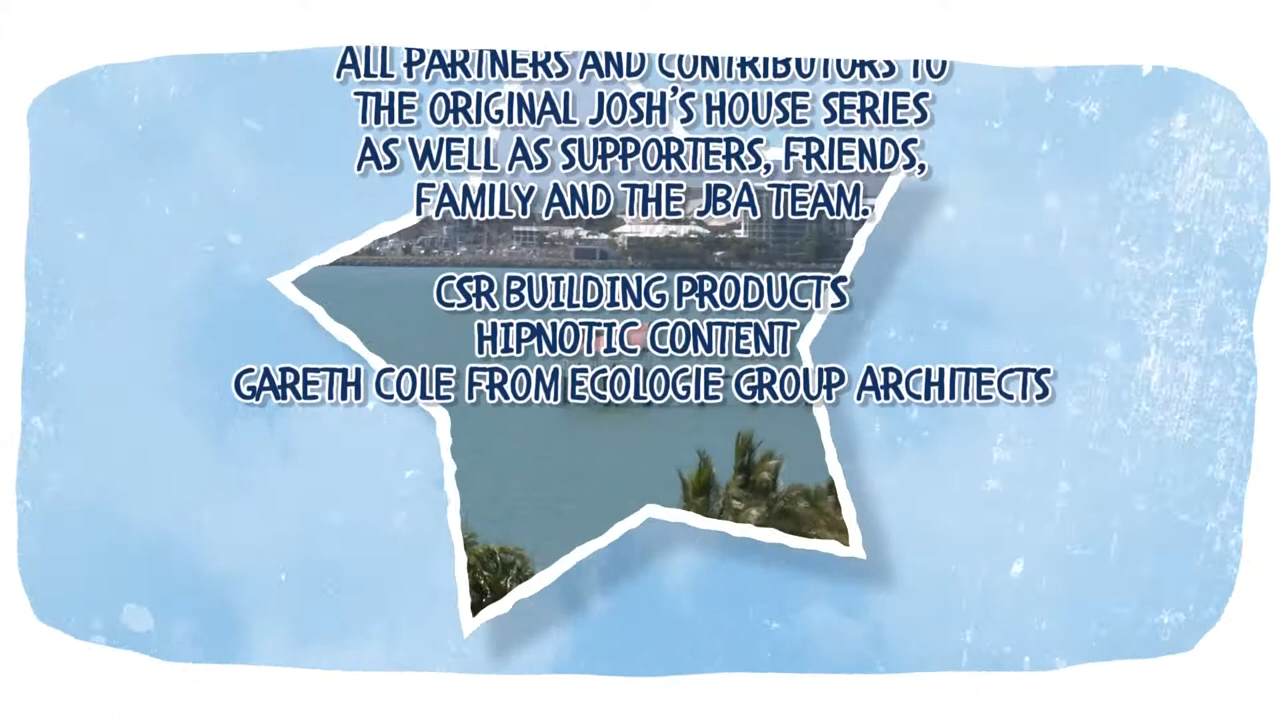 ALL PARTNERS AND CONTRIBUTORS TO
THE ORIGINAL JOSH'S HOUSE SERIES
AS WELL AS SUPPORTERS, FRIENDS,
FAMILY AND THE JBA TEAM.
CSR BUILDING PRODUCTS
HIPNOTIC CONTENT
GARETH COLE FROM ECOLOGIE GROUP ARCHITECTS